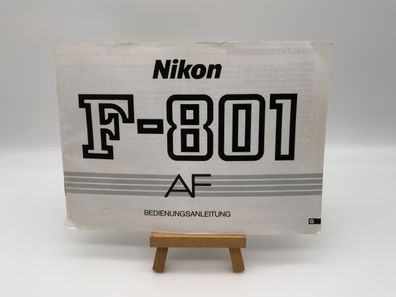 Nikon
F-801
AF
BEDIENUNGSANLEITUNG
G